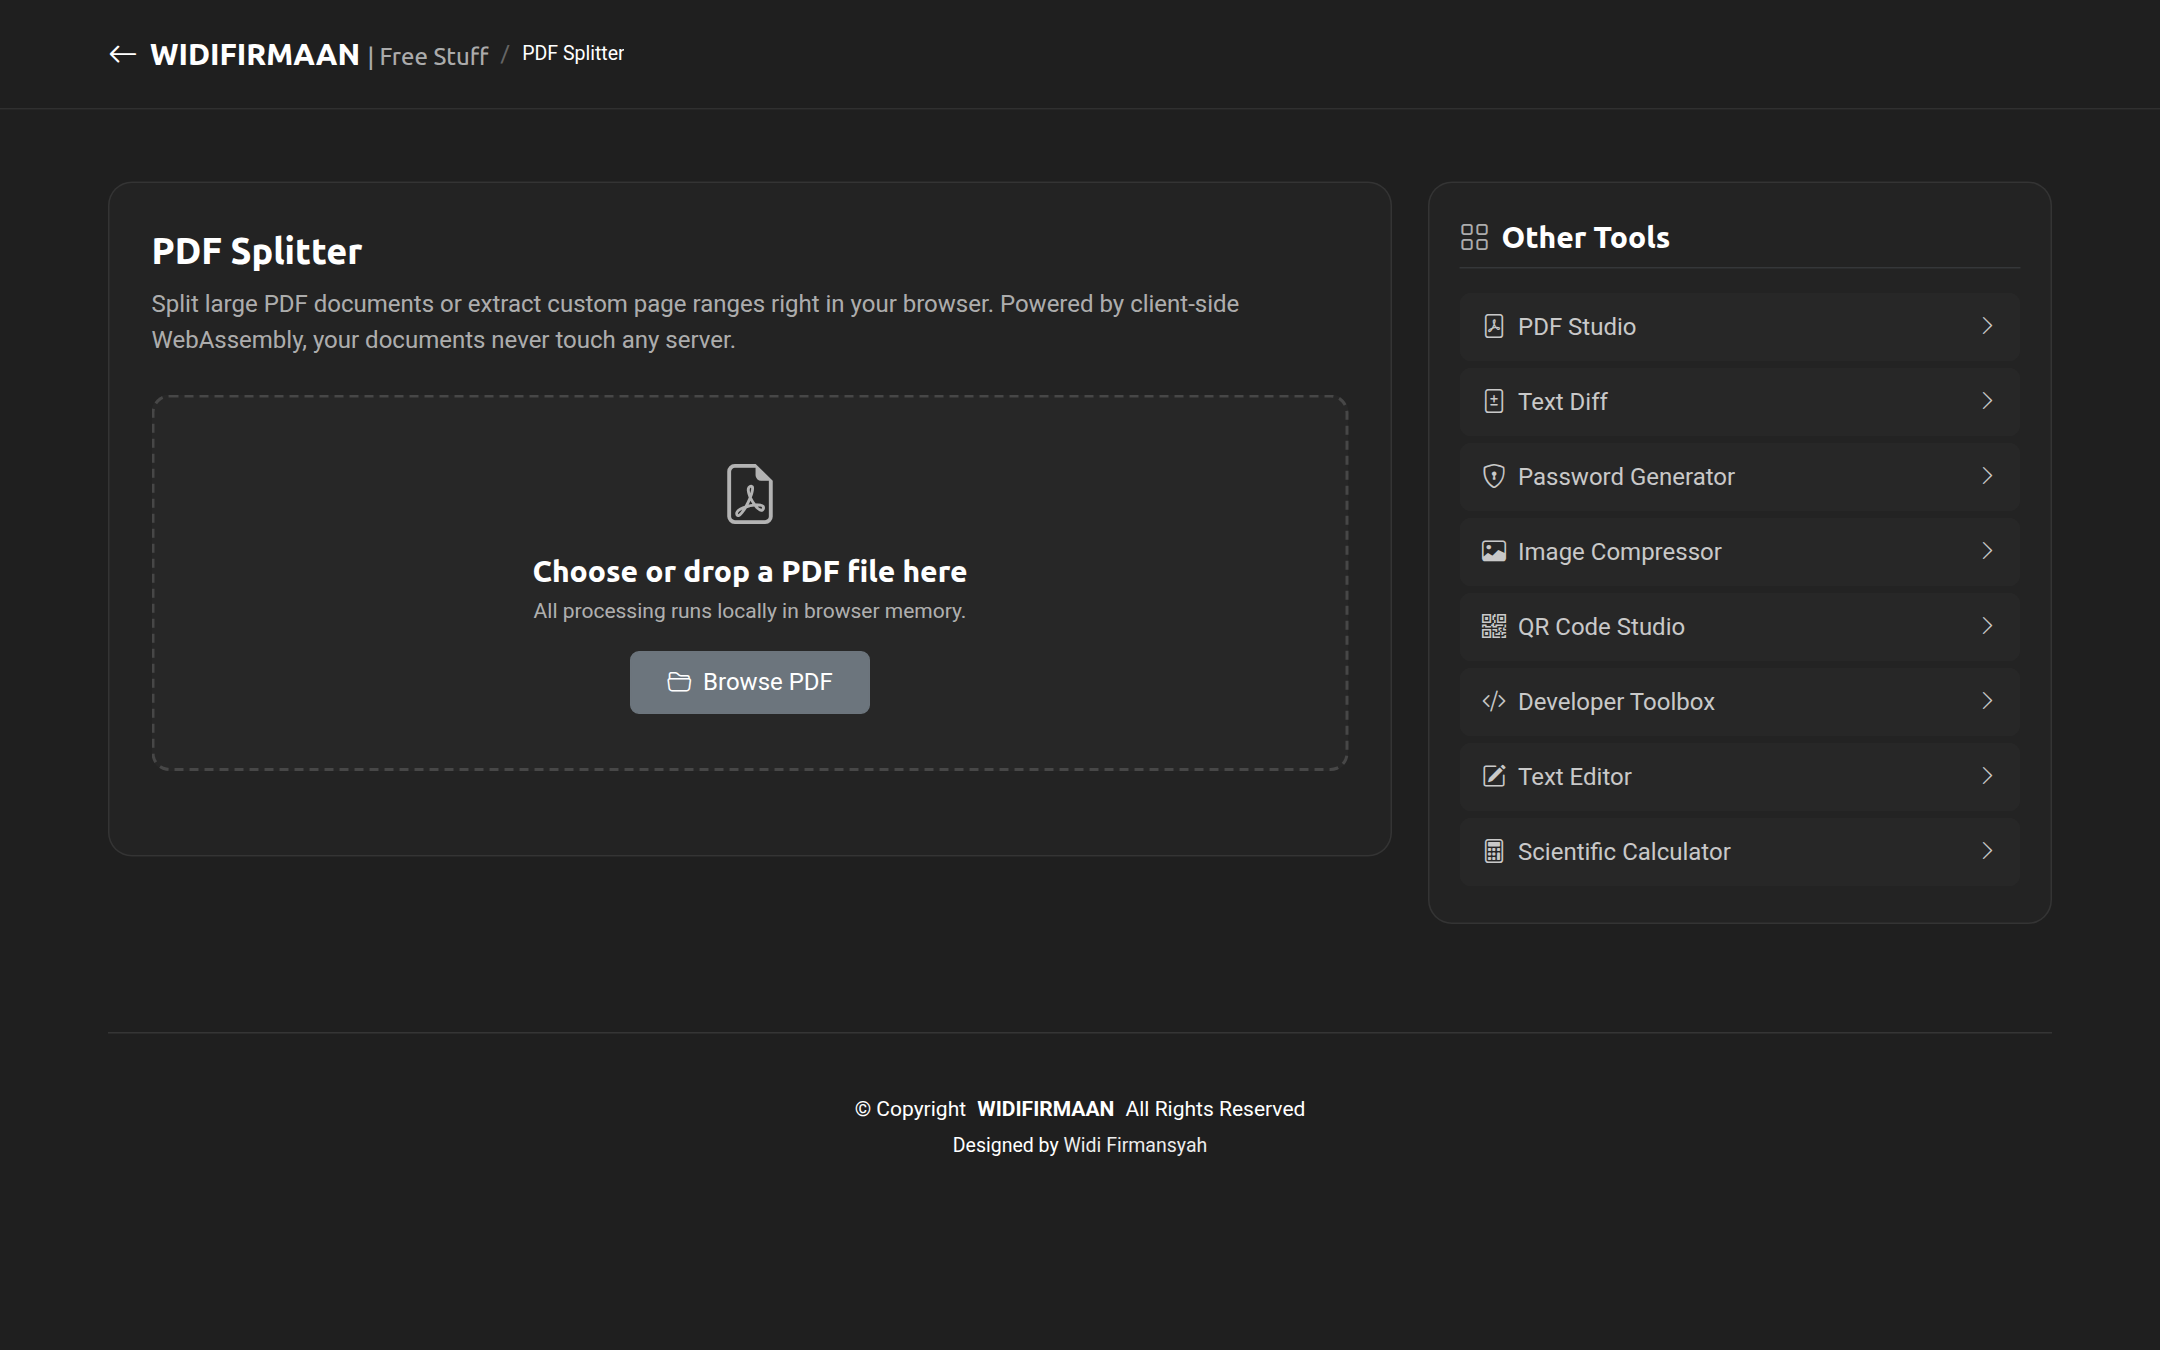 WIDIFIRMAAN | Free Stuff / PDF Splitter
PDF Splitter
Split large PDF documents or extract custom page ranges right in your browser. Powered by client-side
WebAssembly, your documents never touch any server.
Choose or drop a PDF file here
All processing runs locally in browser memory.
Browse PDF
Other Tools
PDF Studio
Text Diff
Password Generator
Image Compressor
QR Code Studio
Developer Toolbox
Text Editor
Scientific Calculator
© Copyright WIDIFIRMAAN All Rights Reserved
Designed by Widi Firmansyah